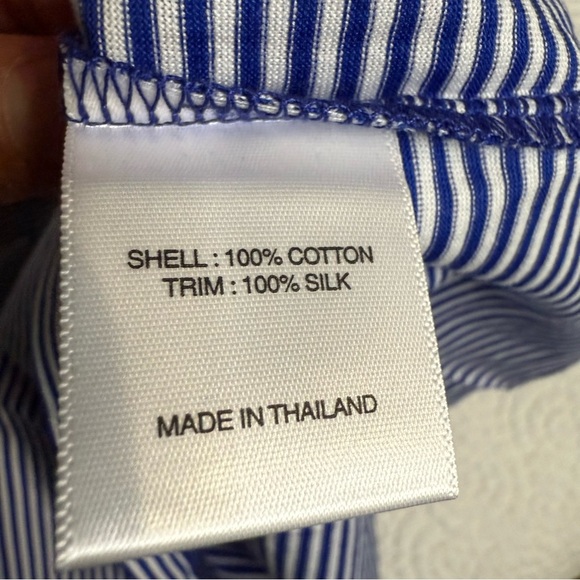 SHELL : 100% COTTON
TRIM : 100% SILK
MADE IN THAILAND